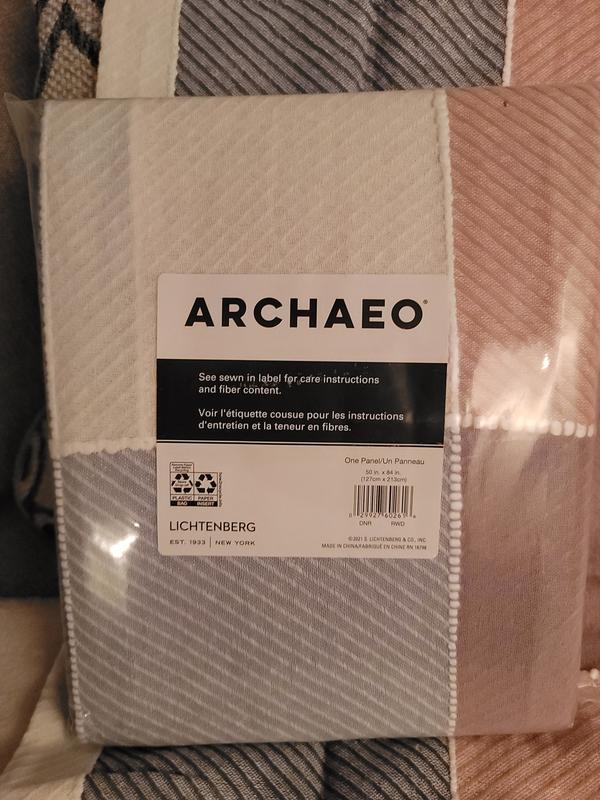 ARCHAEO®
See sewn in label for care instructions
and fiber content.
Voir l'étiquette cousue pour les instructions
d'entretien et la teneur en fibres.
One Panel/Un Panneau
50 in. x 84 in.
(127cm x 213cm)
PLASTIC
BAG
PAPER
INSERT
DNR RWD
LICHTENBERG
EST. 1933 | NEW YORK
©2021 S. LICHTENBERG & CO., INC.
MADE IN CHINA/FABRIQUÉ EN CHINE RN 16798